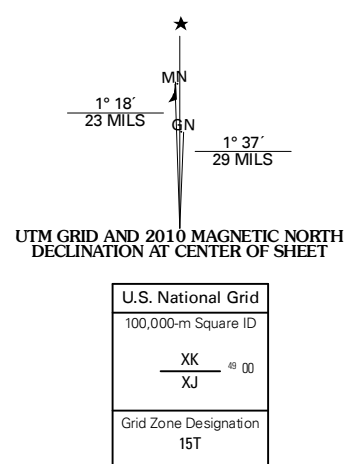 ★
MN
1° 18´
23 MILS
GN
1° 37´
29 MILS
UTM GRID AND 2010 MAGNETIC NORTH
DECLINATION AT CENTER OF SHEET
U.S. National Grid
100,000-m Square ID
XK
XJ
49 00
Grid Zone Designation
15T